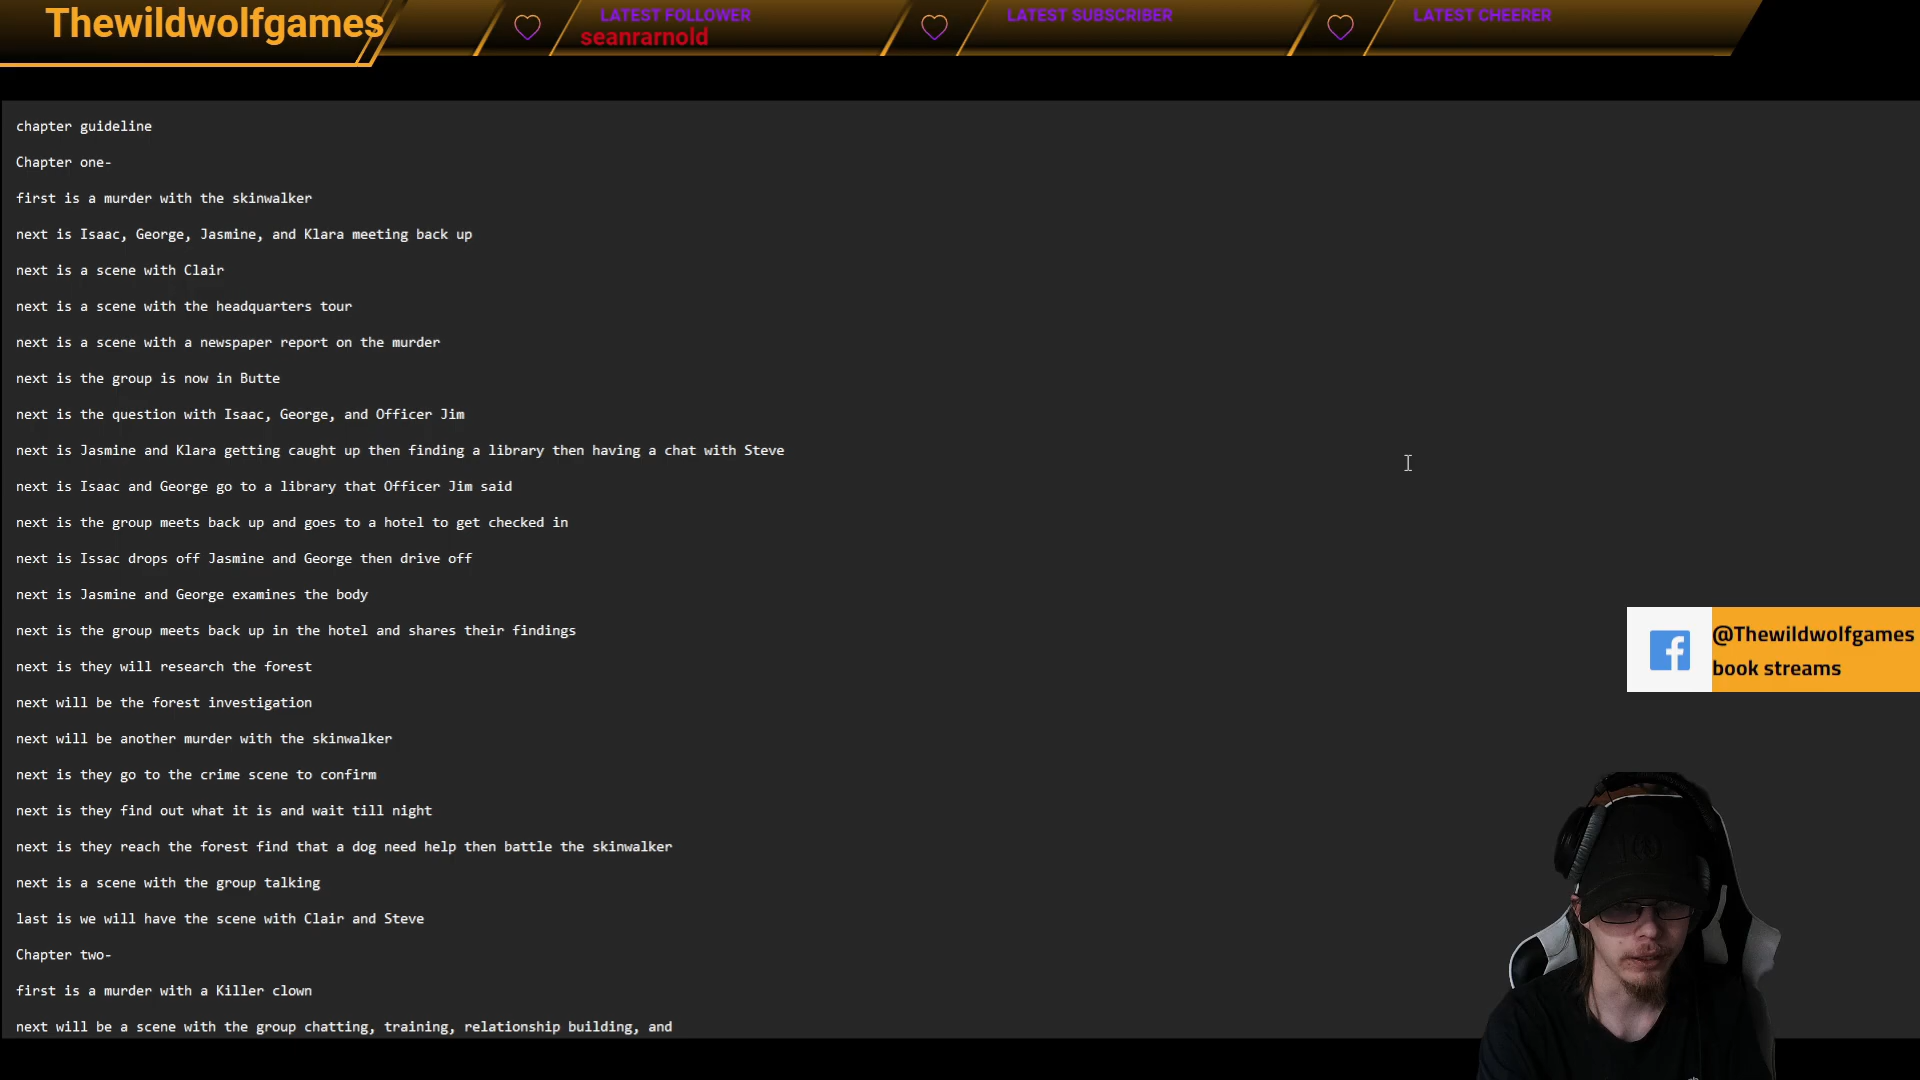 Thewildwolfgames
LATEST FOLLOWER
seanrarnold
LATEST SUBSCRIBER
LATEST CHEERER
chapter guideline
Chapter one-
first is a murder with the skinwalker
next is Isaac, George, Jasmine, and Klara meeting back up
next is a scene with Clair
next is a scene with the headquarters tour
next is a scene with a newspaper report on the murder
next is the group is now in Butte
next is the question with Isaac, George, and Officer Jim
next is Jasmine and Klara getting caught up then finding a library then having a chat with Steve
next is Isaac and George go to a library that Officer Jim said
next is the group meets back up and goes to a hotel to get checked in
next is Issac drops off Jasmine and George then drive off
next is Jasmine and George examines the body
next is the group meets back up in the hotel and shares their findings
next is they will research the forest
next will be the forest investigation
next will be another murder with the skinwalker
next is they go to the crime scene to confirm
next is they find out what it is and wait till night
next is they reach the forest find that a dog need help then battle the skinwalker
next is a scene with the group talking
last is we will have the scene with Clair and Steve
Chapter two-
first is a murder with a Killer clown
next will be a scene with the group chatting, training, relationship building, and
@Thewildwolfgames
book streams